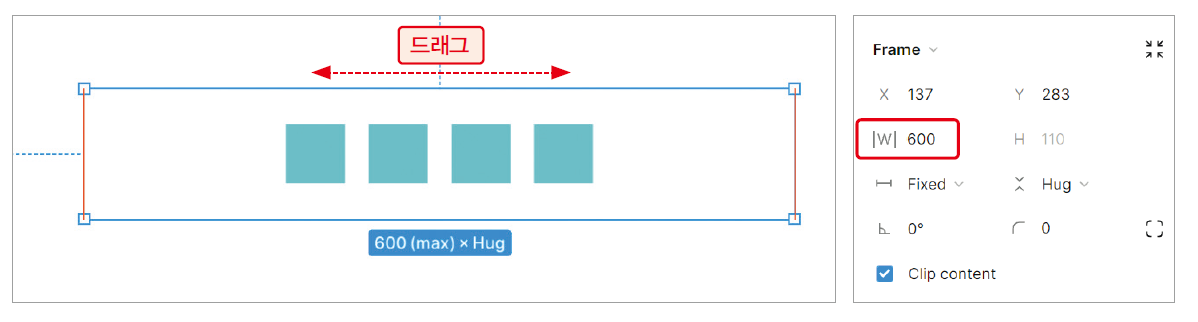 드래그
600 (max) × Hug
Frame
X 137 Y 283
|W| 600 H 110
Fixed Hug
0° 0
Clip content